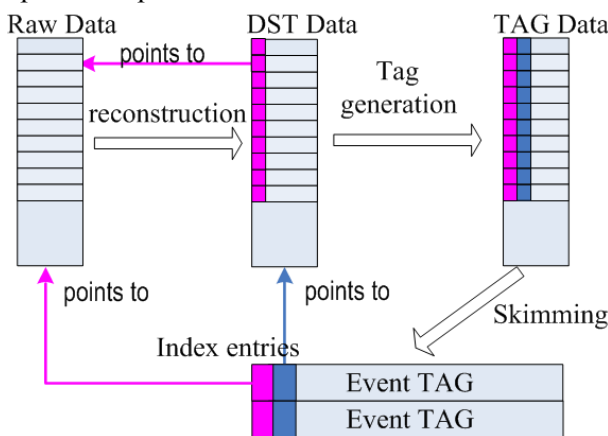 Raw Data
DST Data
TAG Data
points to
Tag
generation
reconstruction
points to
points to
Skimming
Index entries
Event TAG
Event TAG